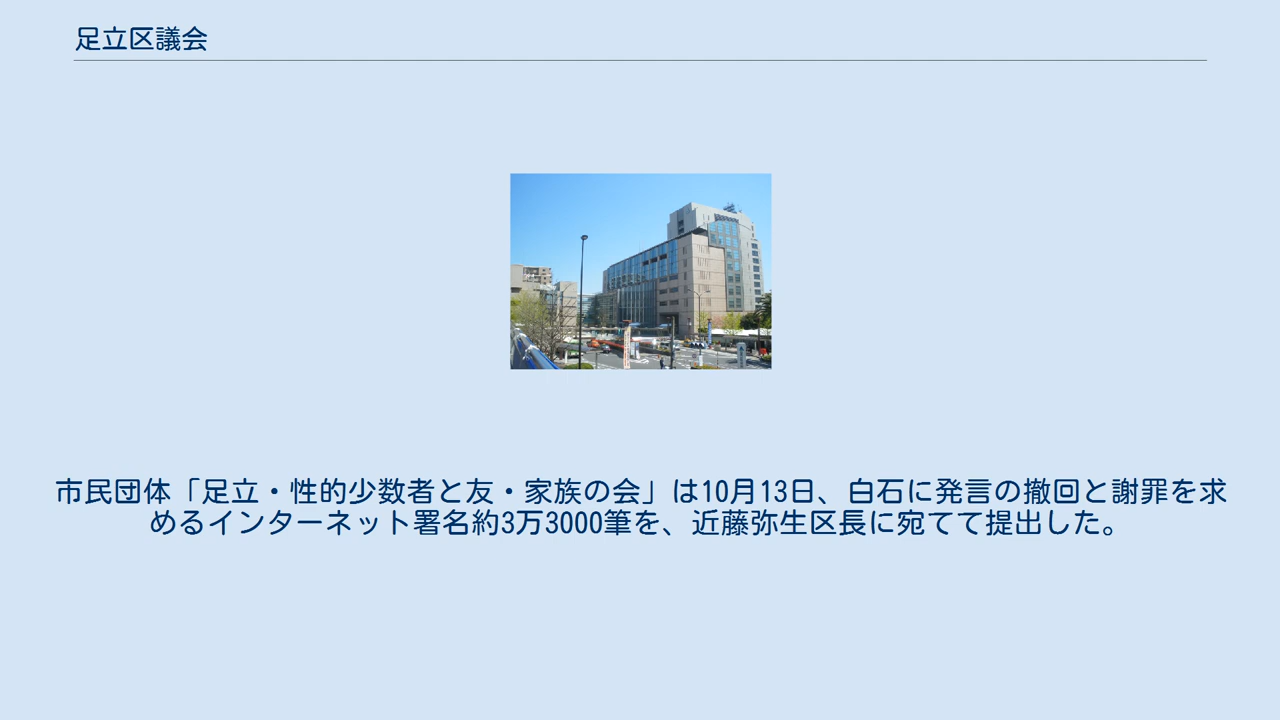 足立区議会
市民団体「足立・性的少数者と友・家族の会」は10月13日、白石に発言の撤回と謝罪を求
めるインターネット署名約3万3000筆を、近藤弥生区長に宛てて提出した。